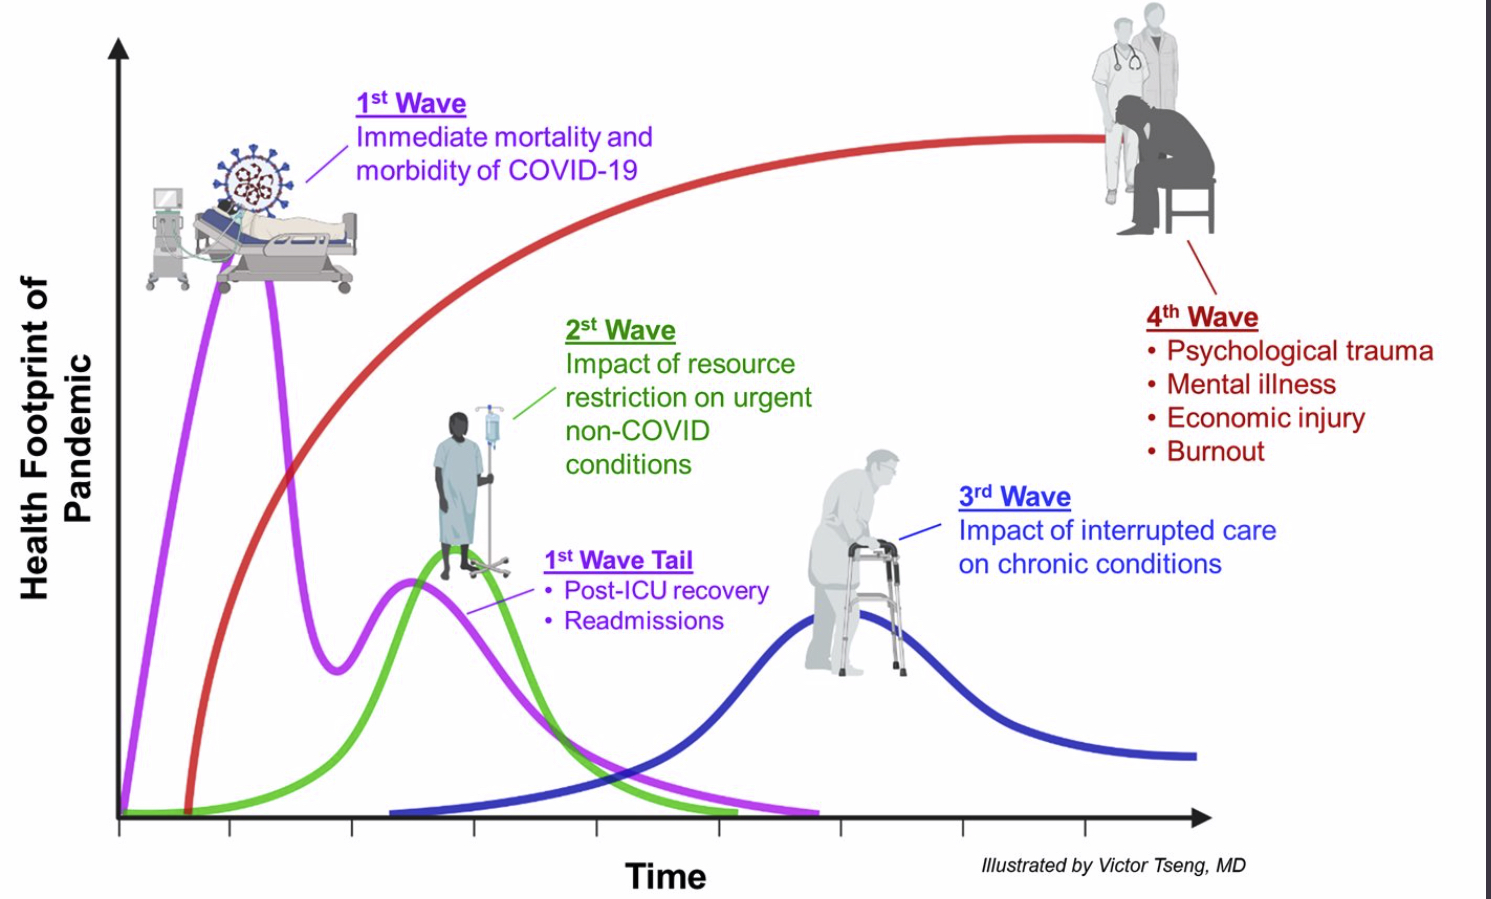 1st Wave
Immediate mortality and
morbidity of COVID-19
2st Wave
Impact of resource
restriction on urgent
non-COVID
conditions
1st Wave Tail
• Post-ICU recovery
• Readmissions
3rd Wave
Impact of interrupted care
on chronic conditions
4th Wave
• Psychological trauma
• Mental illness
• Economic injury
• Burnout
Health Footprint of
Pandemic
Time
Illustrated by Victor Tseng, MD